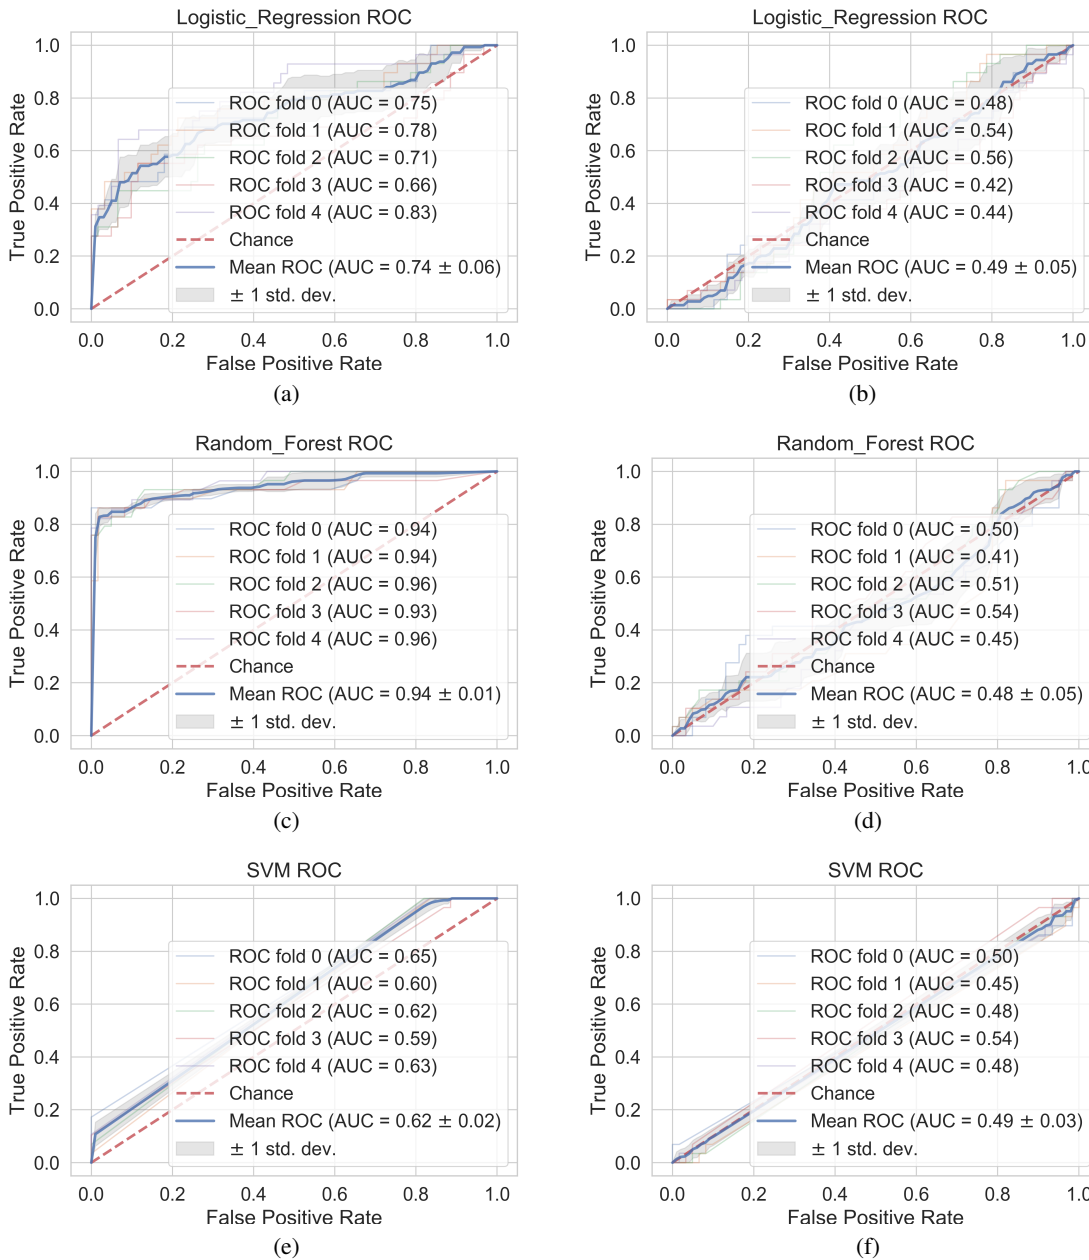 Logistic_Regression ROC
True Positive Rate
1.0
0.8
0.6
0.4
0.2
0.0
ROC fold 0 (AUC = 0.75)
ROC fold 1 (AUC = 0.78)
ROC fold 2 (AUC = 0.71)
ROC fold 3 (AUC = 0.66)
ROC fold 4 (AUC = 0.83)
Chance
Mean ROC (AUC = 0.74 ± 0.06)
± 1 std. dev.
0.0 0.2 0.4 0.6 0.8 1.0
False Positive Rate
(a)
Logistic_Regression ROC
True Positive Rate
1.0
0.8
0.6
0.4
0.2
0.0
ROC fold 0 (AUC = 0.48)
ROC fold 1 (AUC = 0.54)
ROC fold 2 (AUC = 0.56)
ROC fold 3 (AUC = 0.42)
ROC fold 4 (AUC = 0.44)
Chance
Mean ROC (AUC = 0.49 ± 0.05)
± 1 std. dev.
0.0 0.2 0.4 0.6 0.8 1.0
False Positive Rate
(b)
Random_Forest ROC
True Positive Rate
1.0
0.8
0.6
0.4
0.2
0.0
ROC fold 0 (AUC = 0.94)
ROC fold 1 (AUC = 0.94)
ROC fold 2 (AUC = 0.96)
ROC fold 3 (AUC = 0.93)
ROC fold 4 (AUC = 0.96)
Chance
Mean ROC (AUC = 0.94 ± 0.01)
± 1 std. dev.
0.0 0.2 0.4 0.6 0.8 1.0
False Positive Rate
(c)
Random_Forest ROC
True Positive Rate
1.0
0.8
0.6
0.4
0.2
0.0
ROC fold 0 (AUC = 0.50)
ROC fold 1 (AUC = 0.41)
ROC fold 2 (AUC = 0.51)
ROC fold 3 (AUC = 0.54)
ROC fold 4 (AUC = 0.45)
Chance
Mean ROC (AUC = 0.48 ± 0.05)
± 1 std. dev.
0.0 0.2 0.4 0.6 0.8 1.0
False Positive Rate
(d)
SVM ROC
True Positive Rate
1.0
0.8
0.6
0.4
0.2
0.0
ROC fold 0 (AUC = 0.65)
ROC fold 1 (AUC = 0.60)
ROC fold 2 (AUC = 0.62)
ROC fold 3 (AUC = 0.59)
ROC fold 4 (AUC = 0.63)
Chance
Mean ROC (AUC = 0.62 ± 0.02)
± 1 std. dev.
0.0 0.2 0.4 0.6 0.8 1.0
False Positive Rate
(e)
SVM ROC
True Positive Rate
1.0
0.8
0.6
0.4
0.2
0.0
ROC fold 0 (AUC = 0.50)
ROC fold 1 (AUC = 0.45)
ROC fold 2 (AUC = 0.48)
ROC fold 3 (AUC = 0.54)
ROC fold 4 (AUC = 0.48)
Chance
Mean ROC (AUC = 0.49 ± 0.03)
± 1 std. dev.
0.0 0.2 0.4 0.6 0.8 1.0
False Positive Rate
(f)